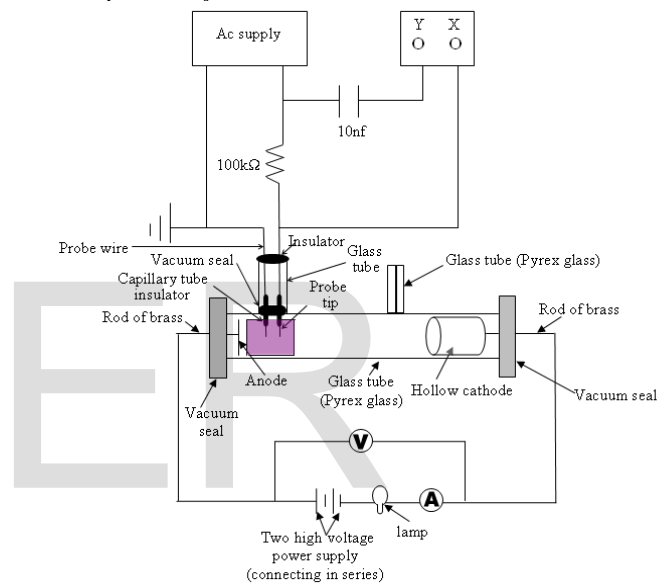 Ac supply
Y X
10nf
100kΩ
Probe wire
Insulator
Vacuum seal
Glass
tube
Glass tube (Pyrex glass)
Capillary tube
insulator
Probe
tip
Rod of brass
Rod of brass
Anode
Glass tube
(Pyrex glass)
Hollow cathode
Vacuum seal
Vacuum
seal
V
A
lamp
Two high voltage
power supply
(connecting in series)
ER